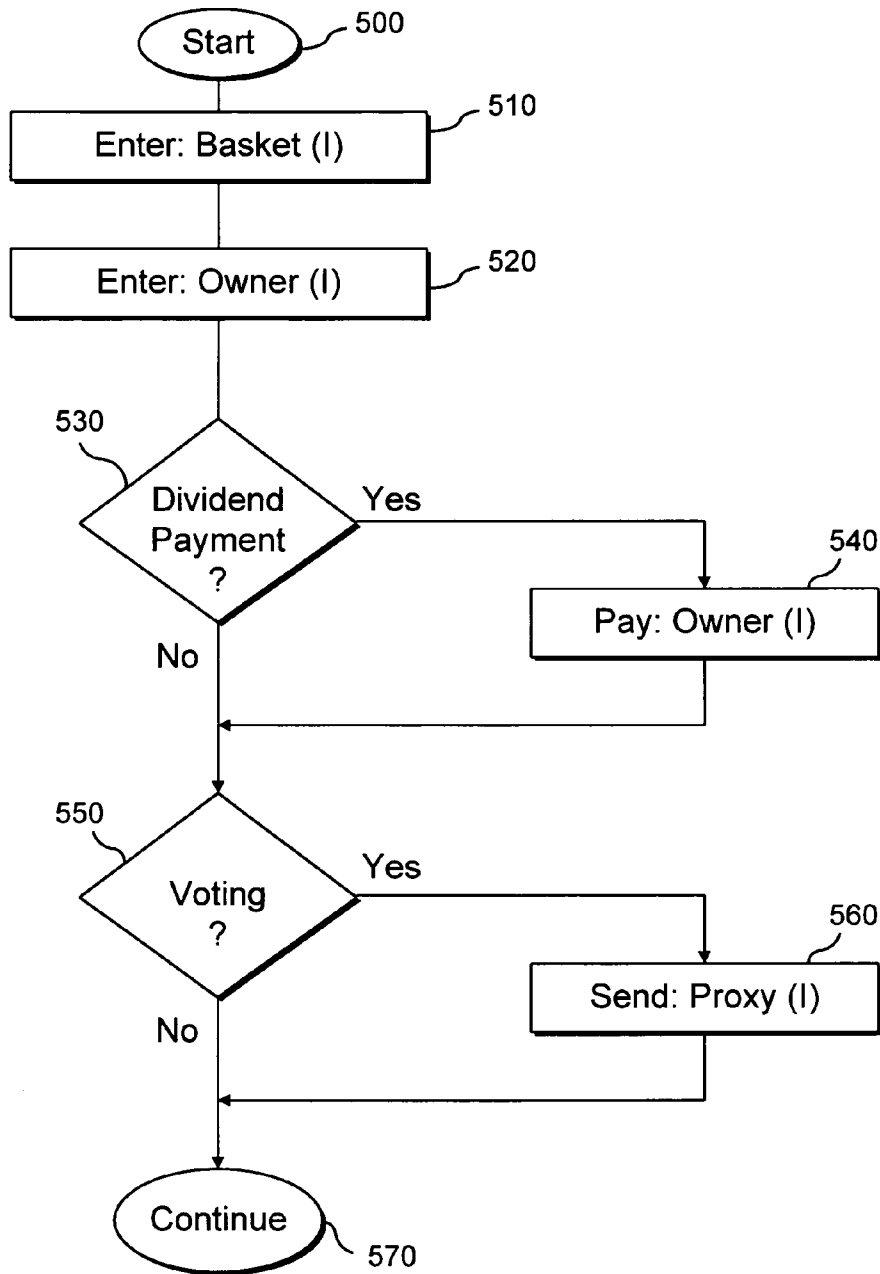 Start
500
510
Enter: Basket (I)
520
Enter: Owner (I)
530
Dividend
Payment
?
Yes
No
540
Pay: Owner (I)
550
Voting
?
Yes
No
560
Send: Proxy (I)
Continue
570